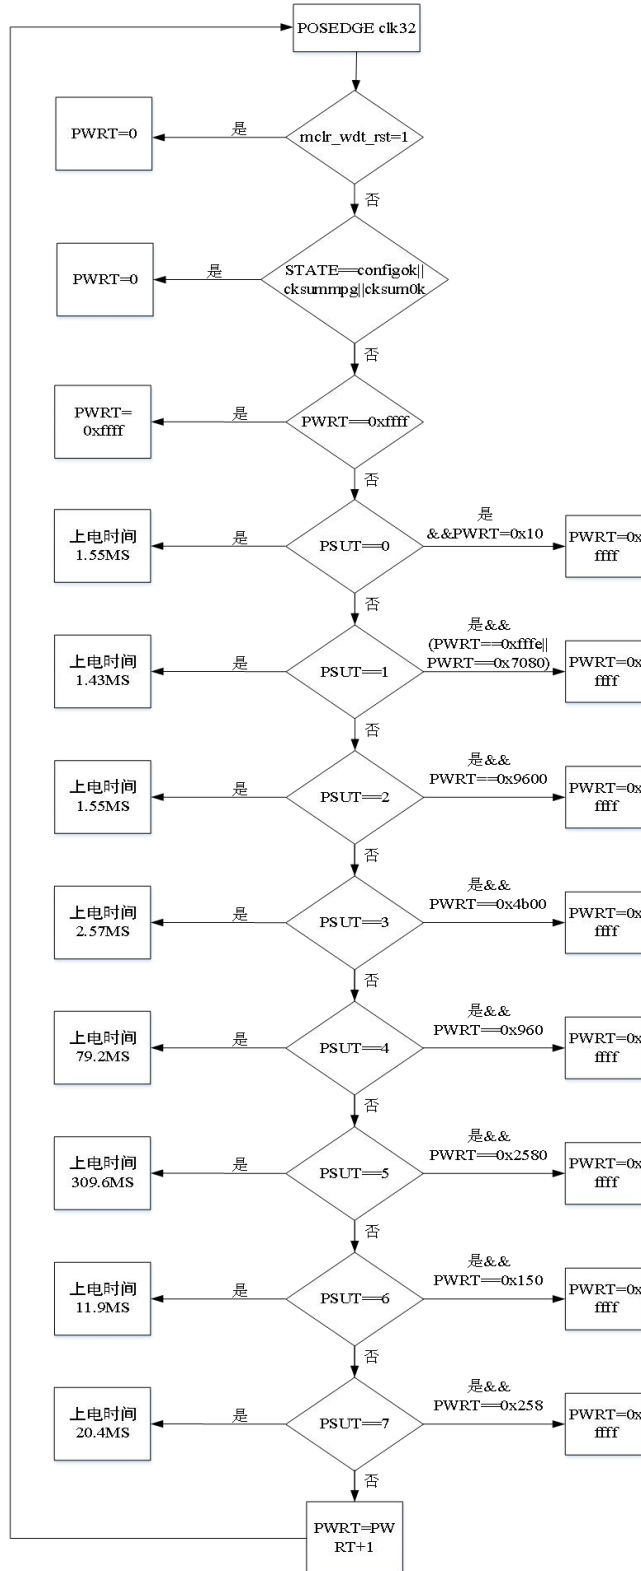 POSEDGE clk32
PWRT=0
是
mclr_wdt_rst=1
否
PWRT=0
是
STATE==configok||
cksummpg||cksum0k
否
PWRT=
0xffff
是
PWRT==0xffff
否
上电时间
1.55MS
是
PSUT==0
是
&&PWRT=0x10
PWRT=0x
ffff
否
上电时间
1.43MS
是
PSUT==1
是&&
(PWRT==0xfffe||
PWRT==0x7080)
PWRT=0x
ffff
否
上电时间
1.55MS
是
PSUT==2
是&&
PWRT==0x9600
PWRT=0x
ffff
否
上电时间
2.57MS
是
PSUT==3
是&&
PWRT==0x4b00
PWRT=0x
ffff
否
上电时间
79.2MS
是
PSUT==4
是&&
PWRT==0x960
PWRT=0x
ffff
否
上电时间
309.6MS
是
PSUT==5
是&&
PWRT==0x2580
PWRT=0x
ffff
否
上电时间
11.9MS
是
PSUT==6
是&&
PWRT==0x150
PWRT=0x
ffff
否
上电时间
20.4MS
是
PSUT==7
是&&
PWRT==0x258
PWRT=0x
ffff
否
PWRT=PW
RT+1